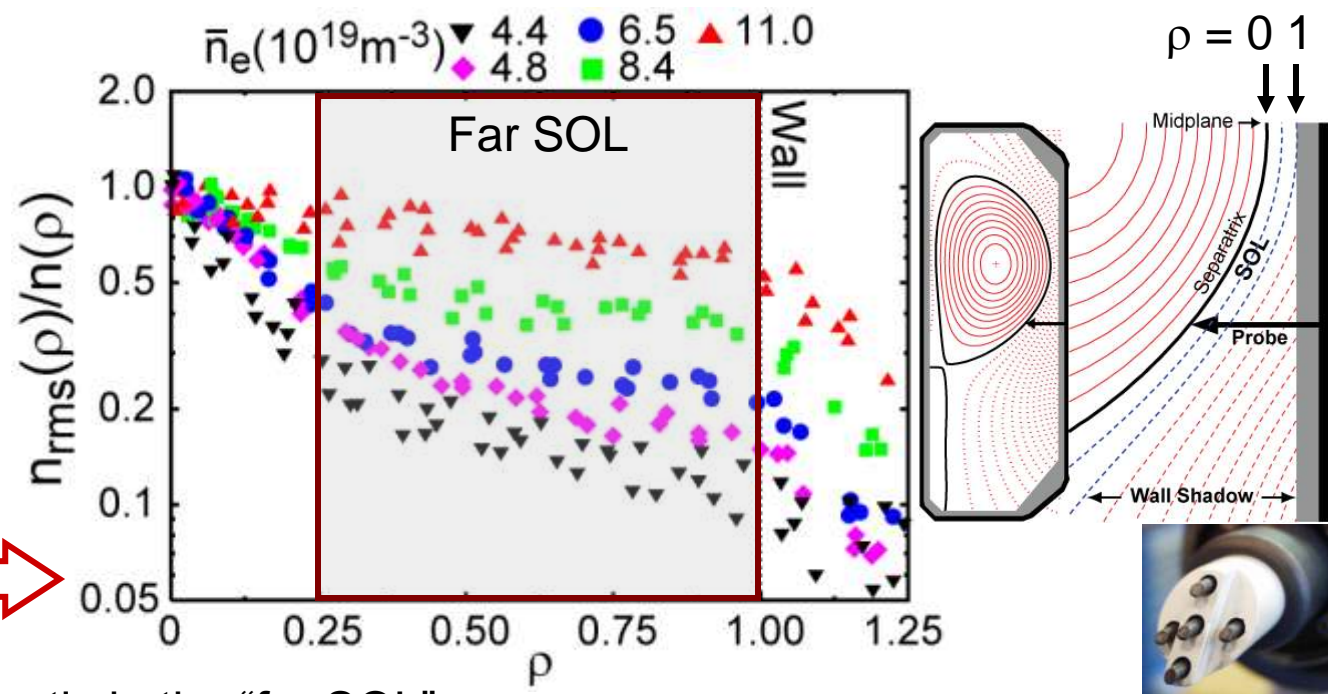 n̄e(10¹⁹m⁻³) ▼ 4.4 ● 6.5 ▲ 11.0
◆ 4.8 ■ 8.4
ρ = 0 1
2.0
1.0
0.5
0.2
0.1
0.05
nrms(ρ)/n(ρ)
Far SOL
Wall
0 0.25 0.50 0.75 1.00 1.25
ρ
Midplane
Separatrix
SOL
Probe
Wall Shadow
"far SOL"